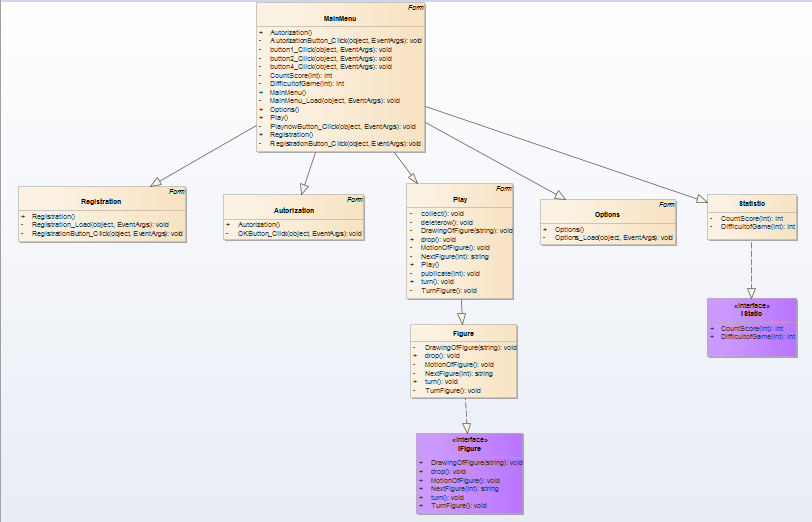 Form
MainMenu
+ Autorization()
- AutorizationButton_Click(object, EventArgs): void
- button1_Click(object, EventArgs): void
- button2_Click(object, EventArgs): void
- button4_Click(object, EventArgs): void
- CountScore(int): int
- DifficultofGame(int): int
+ MainMenu()
- MainMenu_Load(object, EventArgs): void
+ Options()
+ Play()
- PlaynowButton_Click(object, EventArgs): void
+ Registration()
- RegistrationButton_Click(object, EventArgs): void
Form
Registration
+ Registration()
- Registration_Load(object, EventArgs): void
- RegistrationButton_Click(object, EventArgs): void
Form
Autorization
+ Autorization()
- OKButton_Click(object, EventArgs): void
Form
Play
- collect(): void
- deleterow(): void
- DrawingOfFigure(string): void
+ drop(): void
- MotionOfFigure(): void
- NextFigure(int): string
+ Play()
- publicate(int): void
+ turn(): void
- TurnFigure(): void
Form
Options
+ Options()
- Options_Load(object, EventArgs): void
Statistio
- CountScore(int): int
- DifficultofGame(int): int
«interface»
IStatio
+ CountScore(int): int
+ DifficultofGame(int): int
Figure
- DrawingOfFigure(string): void
+ drop(): void
- MotionOfFigure(): void
- NextFigure(int): string
+ turn(): void
- TurnFigure(): void
«interface»
IFigure
+ DrawingOfFigure(string): void
+ drop(): void
+ MotionOfFigure(): void
+ NextFigure(int): string
+ turn(): void
+ TurnFigure(): void